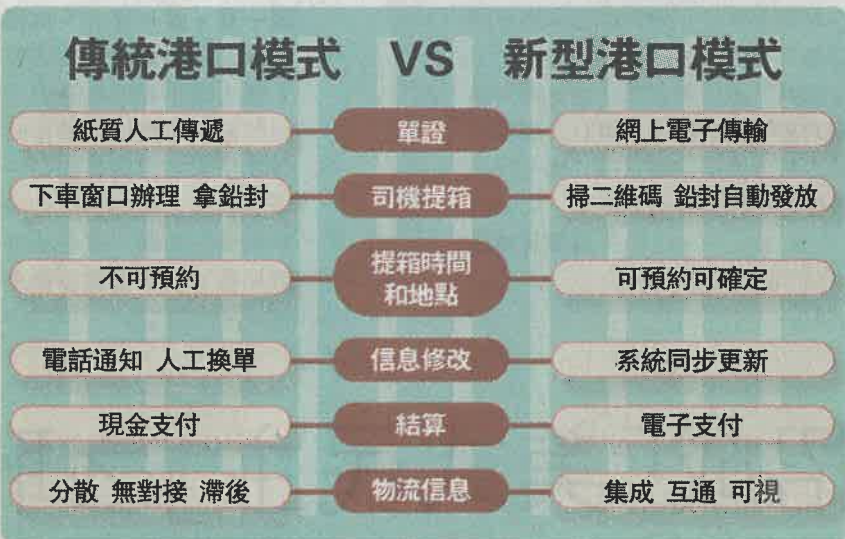 傳統港口模式 VS 新型港口模式
紙質人工傳遞 單證 網上電子傳輸
下車窗口辦理 拿鉛封 司機提箱 掃二維碼 鉛封自動發放
不可預約 提箱時間
和地點 可預約可確定
電話通知 人工換單 信息修改 系統同步更新
現金支付 結算 電子支付
分散 無對接 滯後 物流信息 集成 互通 可視